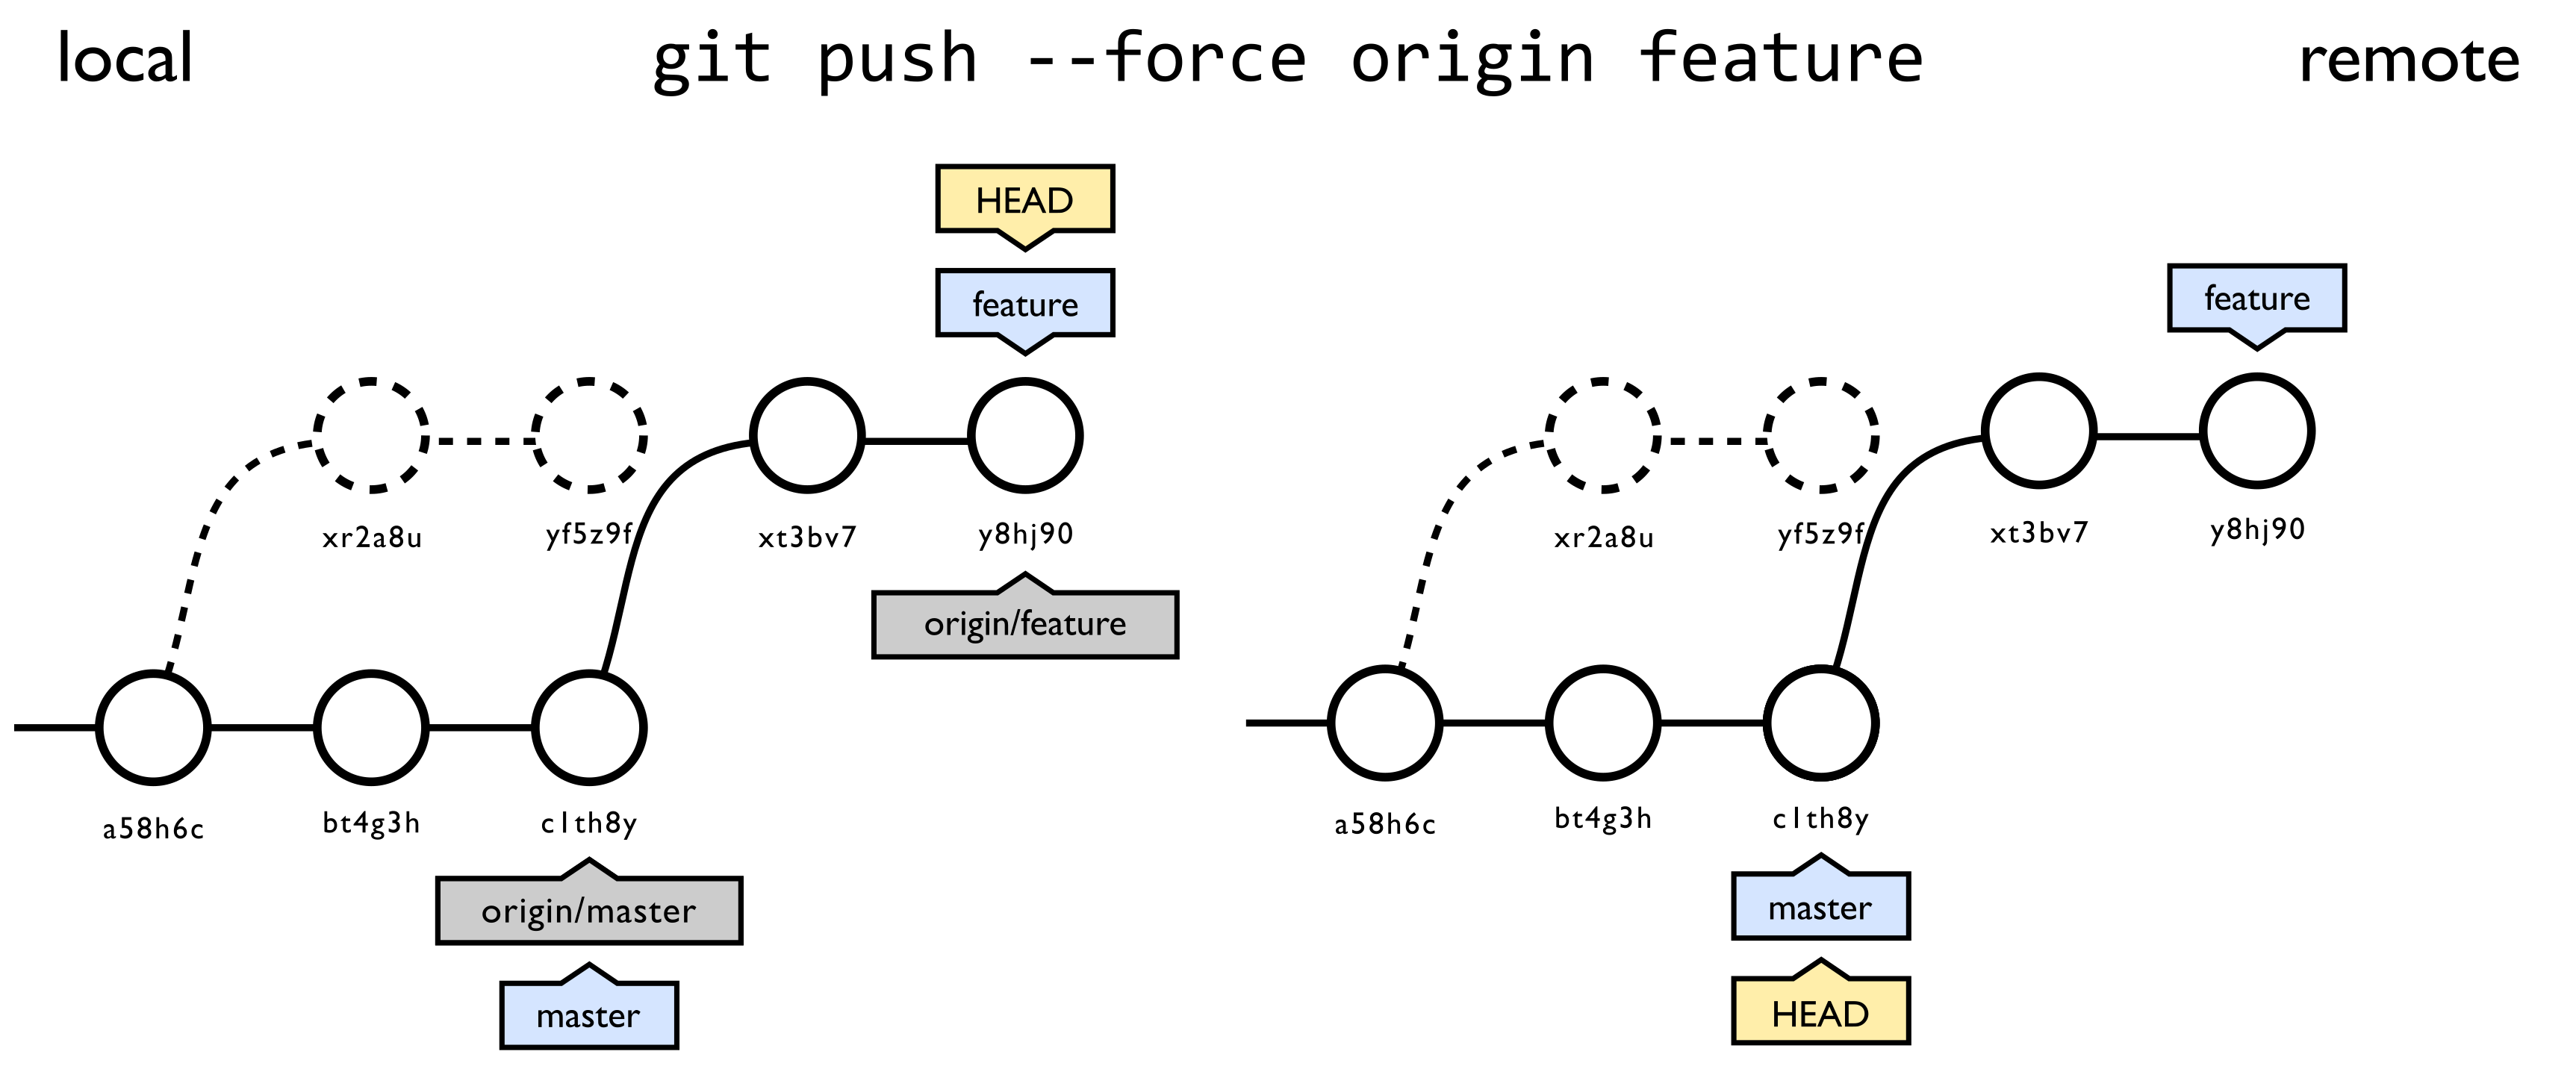 local
git push --force origin feature
remote
HEAD
feature
xr2a8u
yf5z9f
xt3bv7
y8hj90
origin/feature
a58h6c
bt4g3h
c1th8y
origin/master
master
feature
xr2a8u
yf5z9f
xt3bv7
y8hj90
a58h6c
bt4g3h
c1th8y
master
HEAD